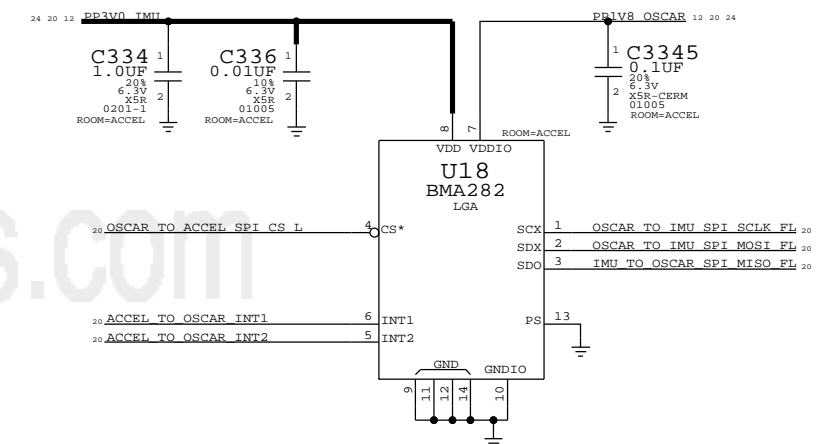 24 20 12 PP3V0_IMU
PP1V8_OSCAR 12 20 24
C334 1
1.0UF
20%
6.3V
X5R 2
0201-1
ROOM=ACCEL
C336 1
0.01UF
10%
6.3V
X5R 2
01005
ROOM=ACCEL
1 C3345
0.1UF
20%
6.3V
2 X5R-CERM
01005
ROOM=ACCEL
8 7 ROOM=ACCEL
VDD VDDIO
U18
BMA282
LGA
20 OSCAR_TO_ACCEL_SPI_CS_L 4 CS*
SCX 1 OSCAR_TO_IMU_SPI_SCLK_FL 20
SDX 2 OSCAR_TO_IMU_SPI_MOSI_FL 20
SDO 3 IMU_TO_OSCAR_SPI_MISO_FL 20
20 ACCEL_TO_OSCAR_INT1 6 INT1
PS 13
20 ACCEL_TO_OSCAR_INT2 5 INT2
GND GNDIO
9 11 12 14 10
s.com